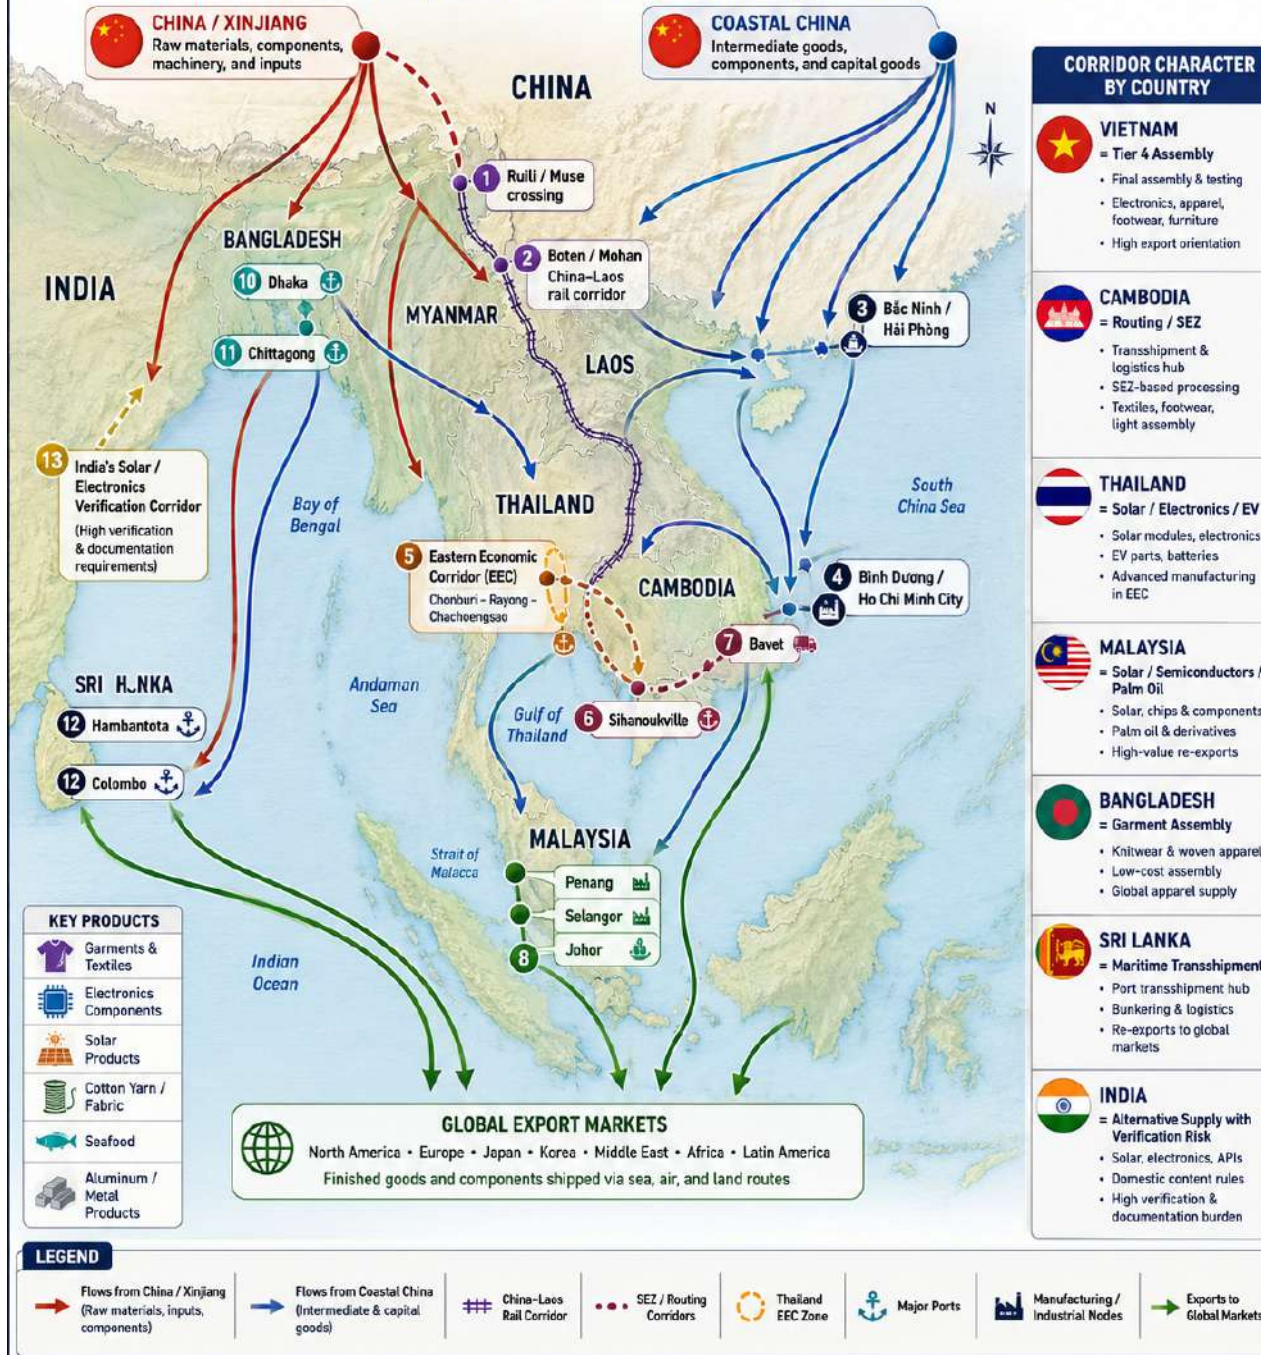 CHINA / XINJIANG
Raw materials, components,
machinery, and inputs
COASTAL CHINA
Intermediate goods,
components, and capital goods
CHINA
N
1
Ruili / Muse
crossing
2
Boten / Mohan
China–Laos
rail corridor
BANGLADESH
10 Dhaka
11 Chittagong
INDIA
MYANMAR
LAOS
3
Bắc Ninh /
Hải Phòng
13
India's Solar /
Electronics
Verification Corridor
(High verification
& documentation
requirements)
Bay of
Bengal
THAILAND
South
China Sea
5
Eastern Economic
Corridor (EEC)
Chonburi – Rayong –
Chachoengsao
CAMBODIA
4
Bình Dương /
Ho Chi Minh City
7 Bavet
SRI H.NKA
12 Hambantota
12 Colombo
Andaman
Sea
Gulf of
Thailand
6 Sihanoukville
MALAYSIA
Strait of
Malacca
Penang
Selangor
8 Johor
Indian
Ocean
KEY PRODUCTS
Garments &
Textiles
Electronics
Components
Solar
Products
Cotton Yarn /
Fabric
Seafood
Aluminum /
Metal
Products
GLOBAL EXPORT MARKETS
North America • Europe • Japan • Korea • Middle East • Africa • Latin America
Finished goods and components shipped via sea, air, and land routes
CORRIDOR CHARACTER
BY COUNTRY
VIETNAM
= Tier 4 Assembly
• Final assembly & testing
• Electronics, apparel,
footwear, furniture
• High export orientation
CAMBODIA
= Routing / SEZ
• Transshipment &
logistics hub
• SEZ-based processing
• Textiles, footwear,
light assembly
THAILAND
= Solar / Electronics / EV
• Solar modules, electronics
• EV parts, batteries
• Advanced manufacturing
in EEC
MALAYSIA
= Solar / Semiconductors /
Palm Oil
• Solar, chips & components
• Palm oil & derivatives
• High-value re-exports
BANGLADESH
= Garment Assembly
• Knitwear & woven apparel
• Low-cost assembly
• Global apparel supply
SRI LANKA
= Maritime Transshipment
• Port transshipment hub
• Bunkering & logistics
• Re-exports to global
markets
INDIA
= Alternative Supply with
Verification Risk
• Solar, electronics, APIs
• Domestic content rules
• High verification &
documentation burden
LEGEND
Flows from China / Xinjiang
(Raw materials, inputs,
components)
Flows from Coastal China
(Intermediate & capital
goods)
China–Laos
Rail Corridor
SEZ / Routing
Corridors
Thailand
EEC Zone
Major Ports
Manufacturing /
Industrial Nodes
Exports to
Global Markets